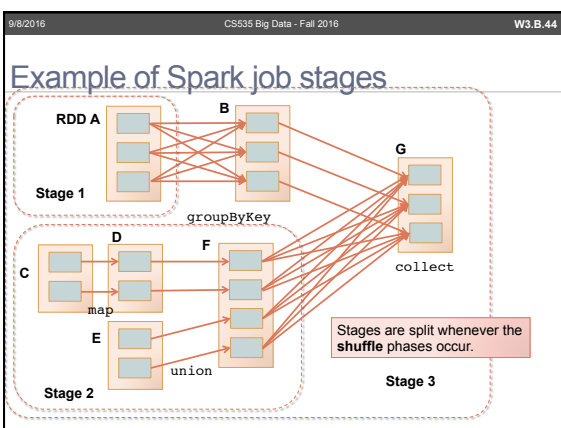 9/8/2016 CS535 Big Data - Fall 2016 W3.B.44
Example of Spark job stages
RDD A
B
G
Stage 1
groupByKey
D
F
C
collect
map
E
Stages are split whenever the
shuffle phases occur.
union
Stage 2
Stage 3